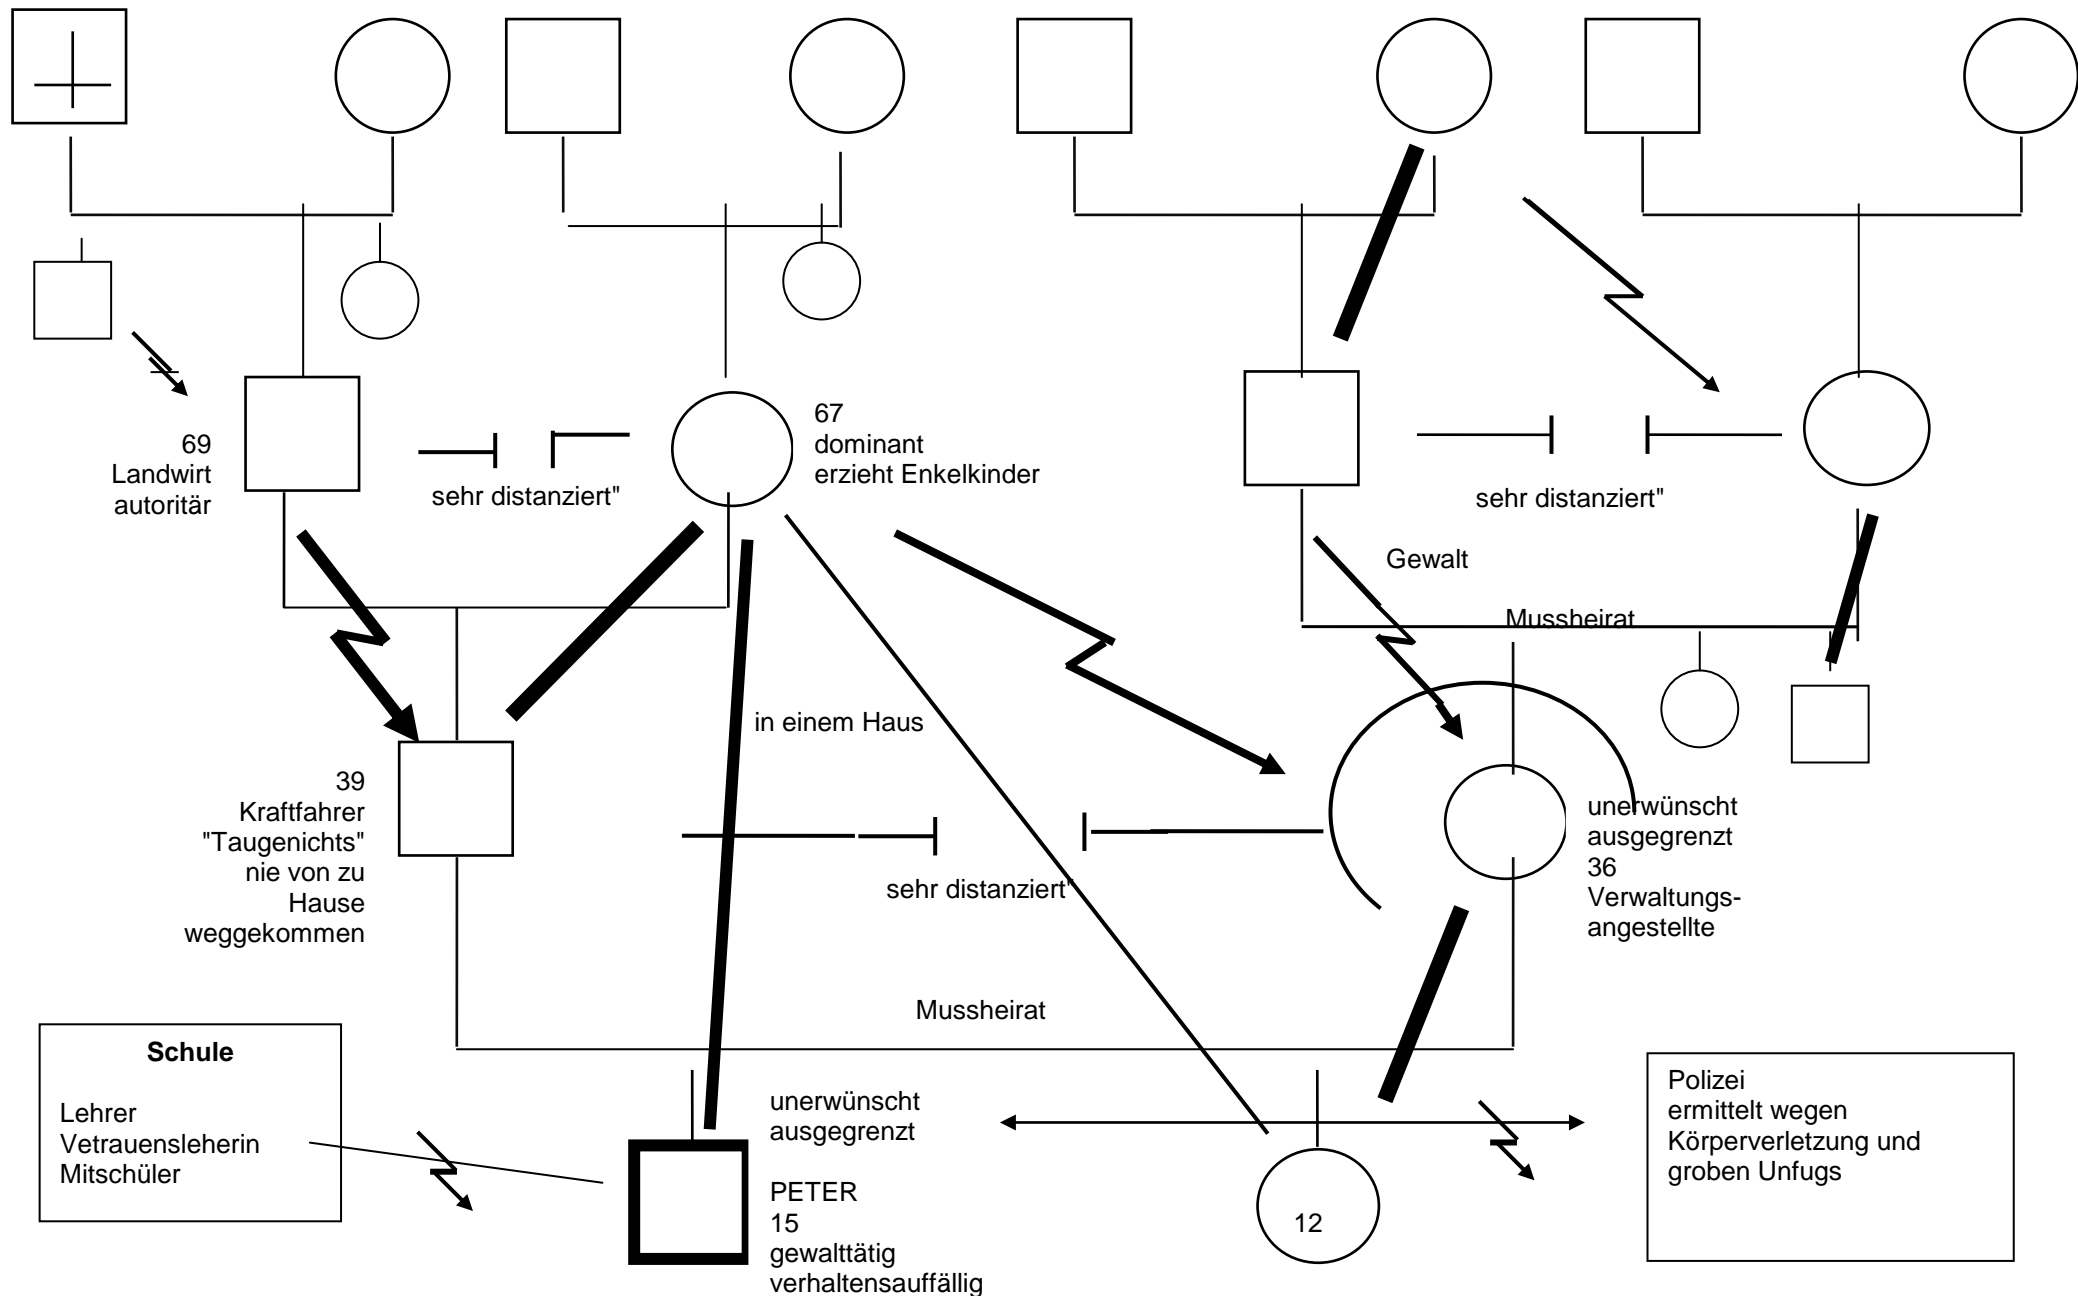 67
dominant
erzieht Enkelkinder
69
Landwirt
autoritär
sehr distanziert"
sehr distanziert"
Gewalt
Mussheirat
in einem Haus
39
Kraftfahrer
"Taugenichts"
nie von zu
Hause
weggekommen
unerwünscht
ausgegrenzt
36
Verwaltungs-
angestellte
sehr distanziert"
Mussheirat
Schule
Lehrer
Vetrauensleherin
Mitschüler
unerwünscht
ausgegrenzt
PETER
15
gewalttätig
verhaltensauffällig
12
Polizei
ermittelt wegen
Körperverletzung und
groben Unfugs